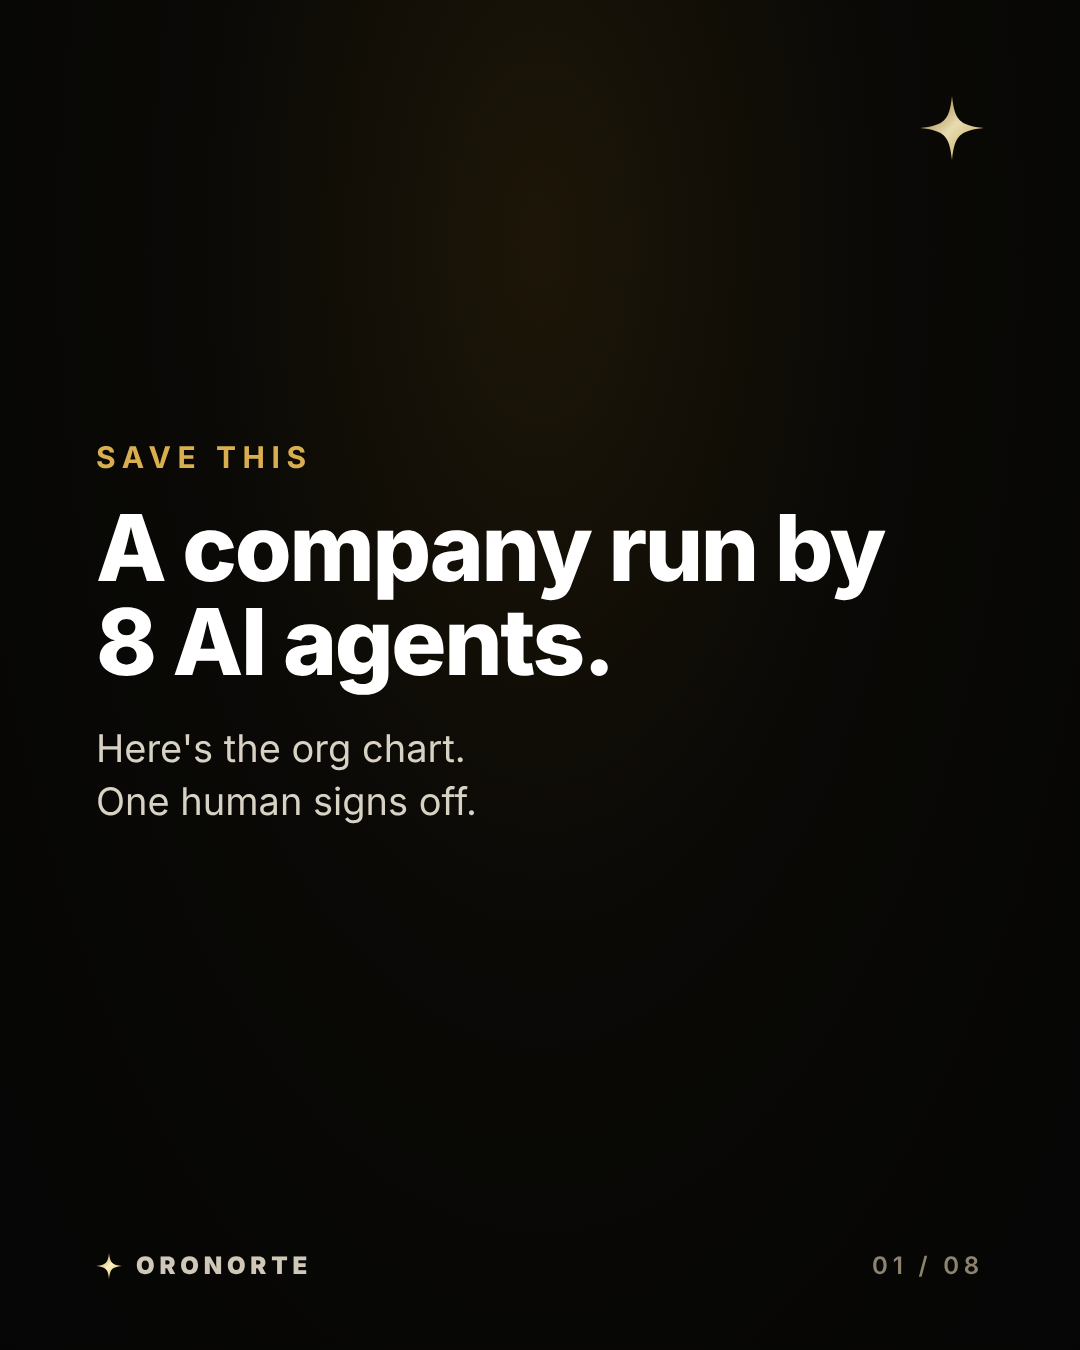 SAVE THIS
A company run by
8 AI agents.
Here's the org chart.
One human signs off.
ORONORTE
01 / 08